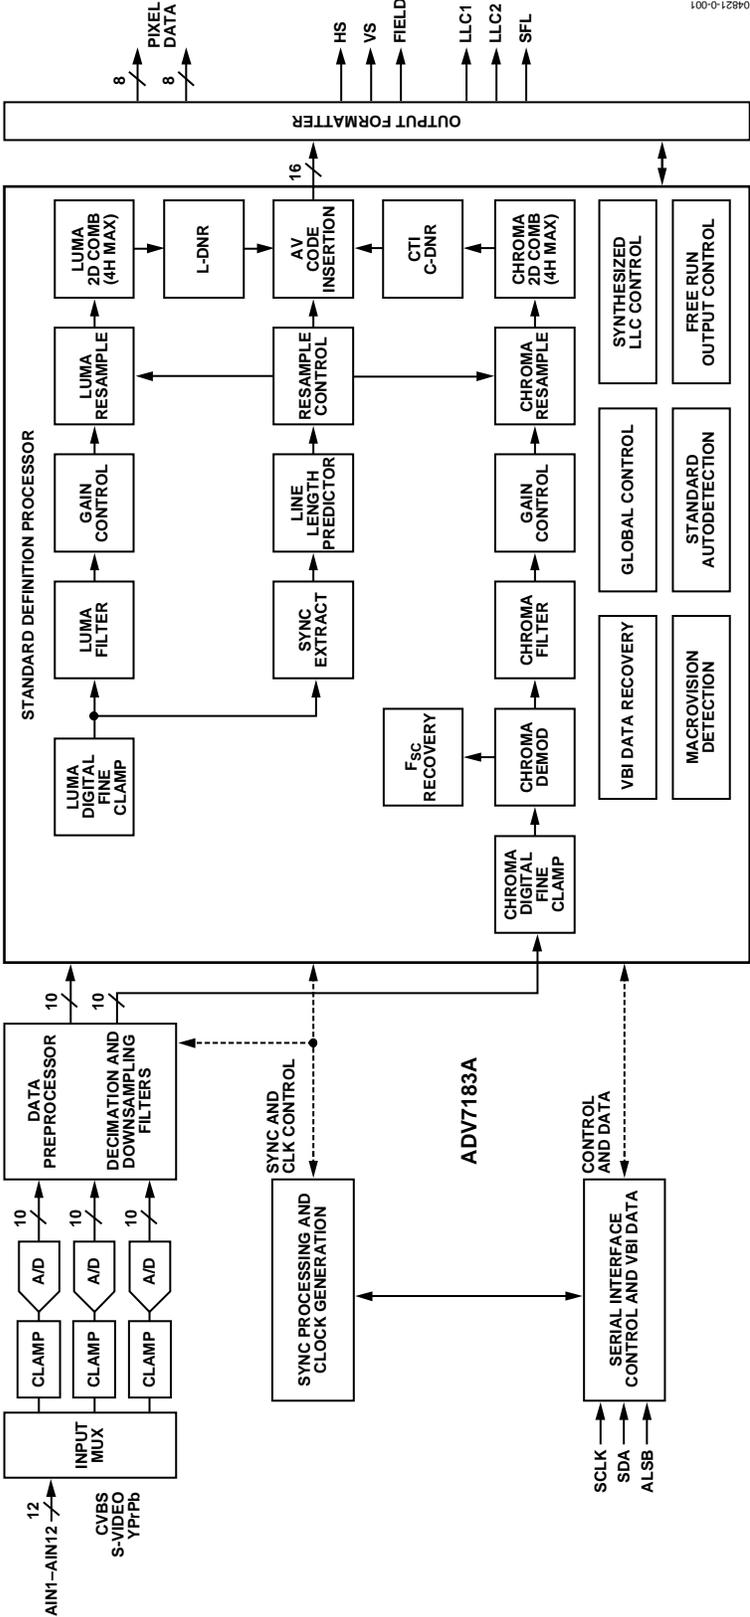 04821-0-001
AIN1–AIN12
12
CVBS
S-VIDEO
YPrPb
INPUT
MUX
CLAMP
CLAMP
CLAMP
A/D
A/D
A/D
10
10
10
DATA
PREPROCESSOR
DECIMATION AND
DOWNSAMPLING
FILTERS
10
10
SYNC PROCESSING AND
CLOCK GENERATION
SYNC AND
CLK CONTROL
ADV7183A
SCLK
SDA
ALSB
SERIAL INTERFACE
CONTROL AND VBI DATA
CONTROL
AND DATA
STANDARD DEFINITION PROCESSOR
LUMA
DIGITAL
FINE
CLAMP
LUMA
FILTER
GAIN
CONTROL
LUMA
RESAMPLE
LUMA
2D COMB
(4H MAX)
L-DNR
SYNC
EXTRACT
LINE
LENGTH
PREDICTOR
RESAMPLE
CONTROL
AV
CODE
INSERTION
FSC
RECOVERY
CTI
C-DNR
CHROMA
DIGITAL
FINE
CLAMP
CHROMA
DEMOD
CHROMA
FILTER
GAIN
CONTROL
CHROMA
RESAMPLE
CHROMA
2D COMB
(4H MAX)
VBI DATA RECOVERY
GLOBAL CONTROL
SYNTHESIZED
LLC CONTROL
MACROVISION
DETECTION
STANDARD
AUTODETECTION
FREE RUN
OUTPUT CONTROL
16
OUTPUT FORMATTER
8
8
PIXEL
DATA
HS
VS
FIELD
LLC1
LLC2
SFL